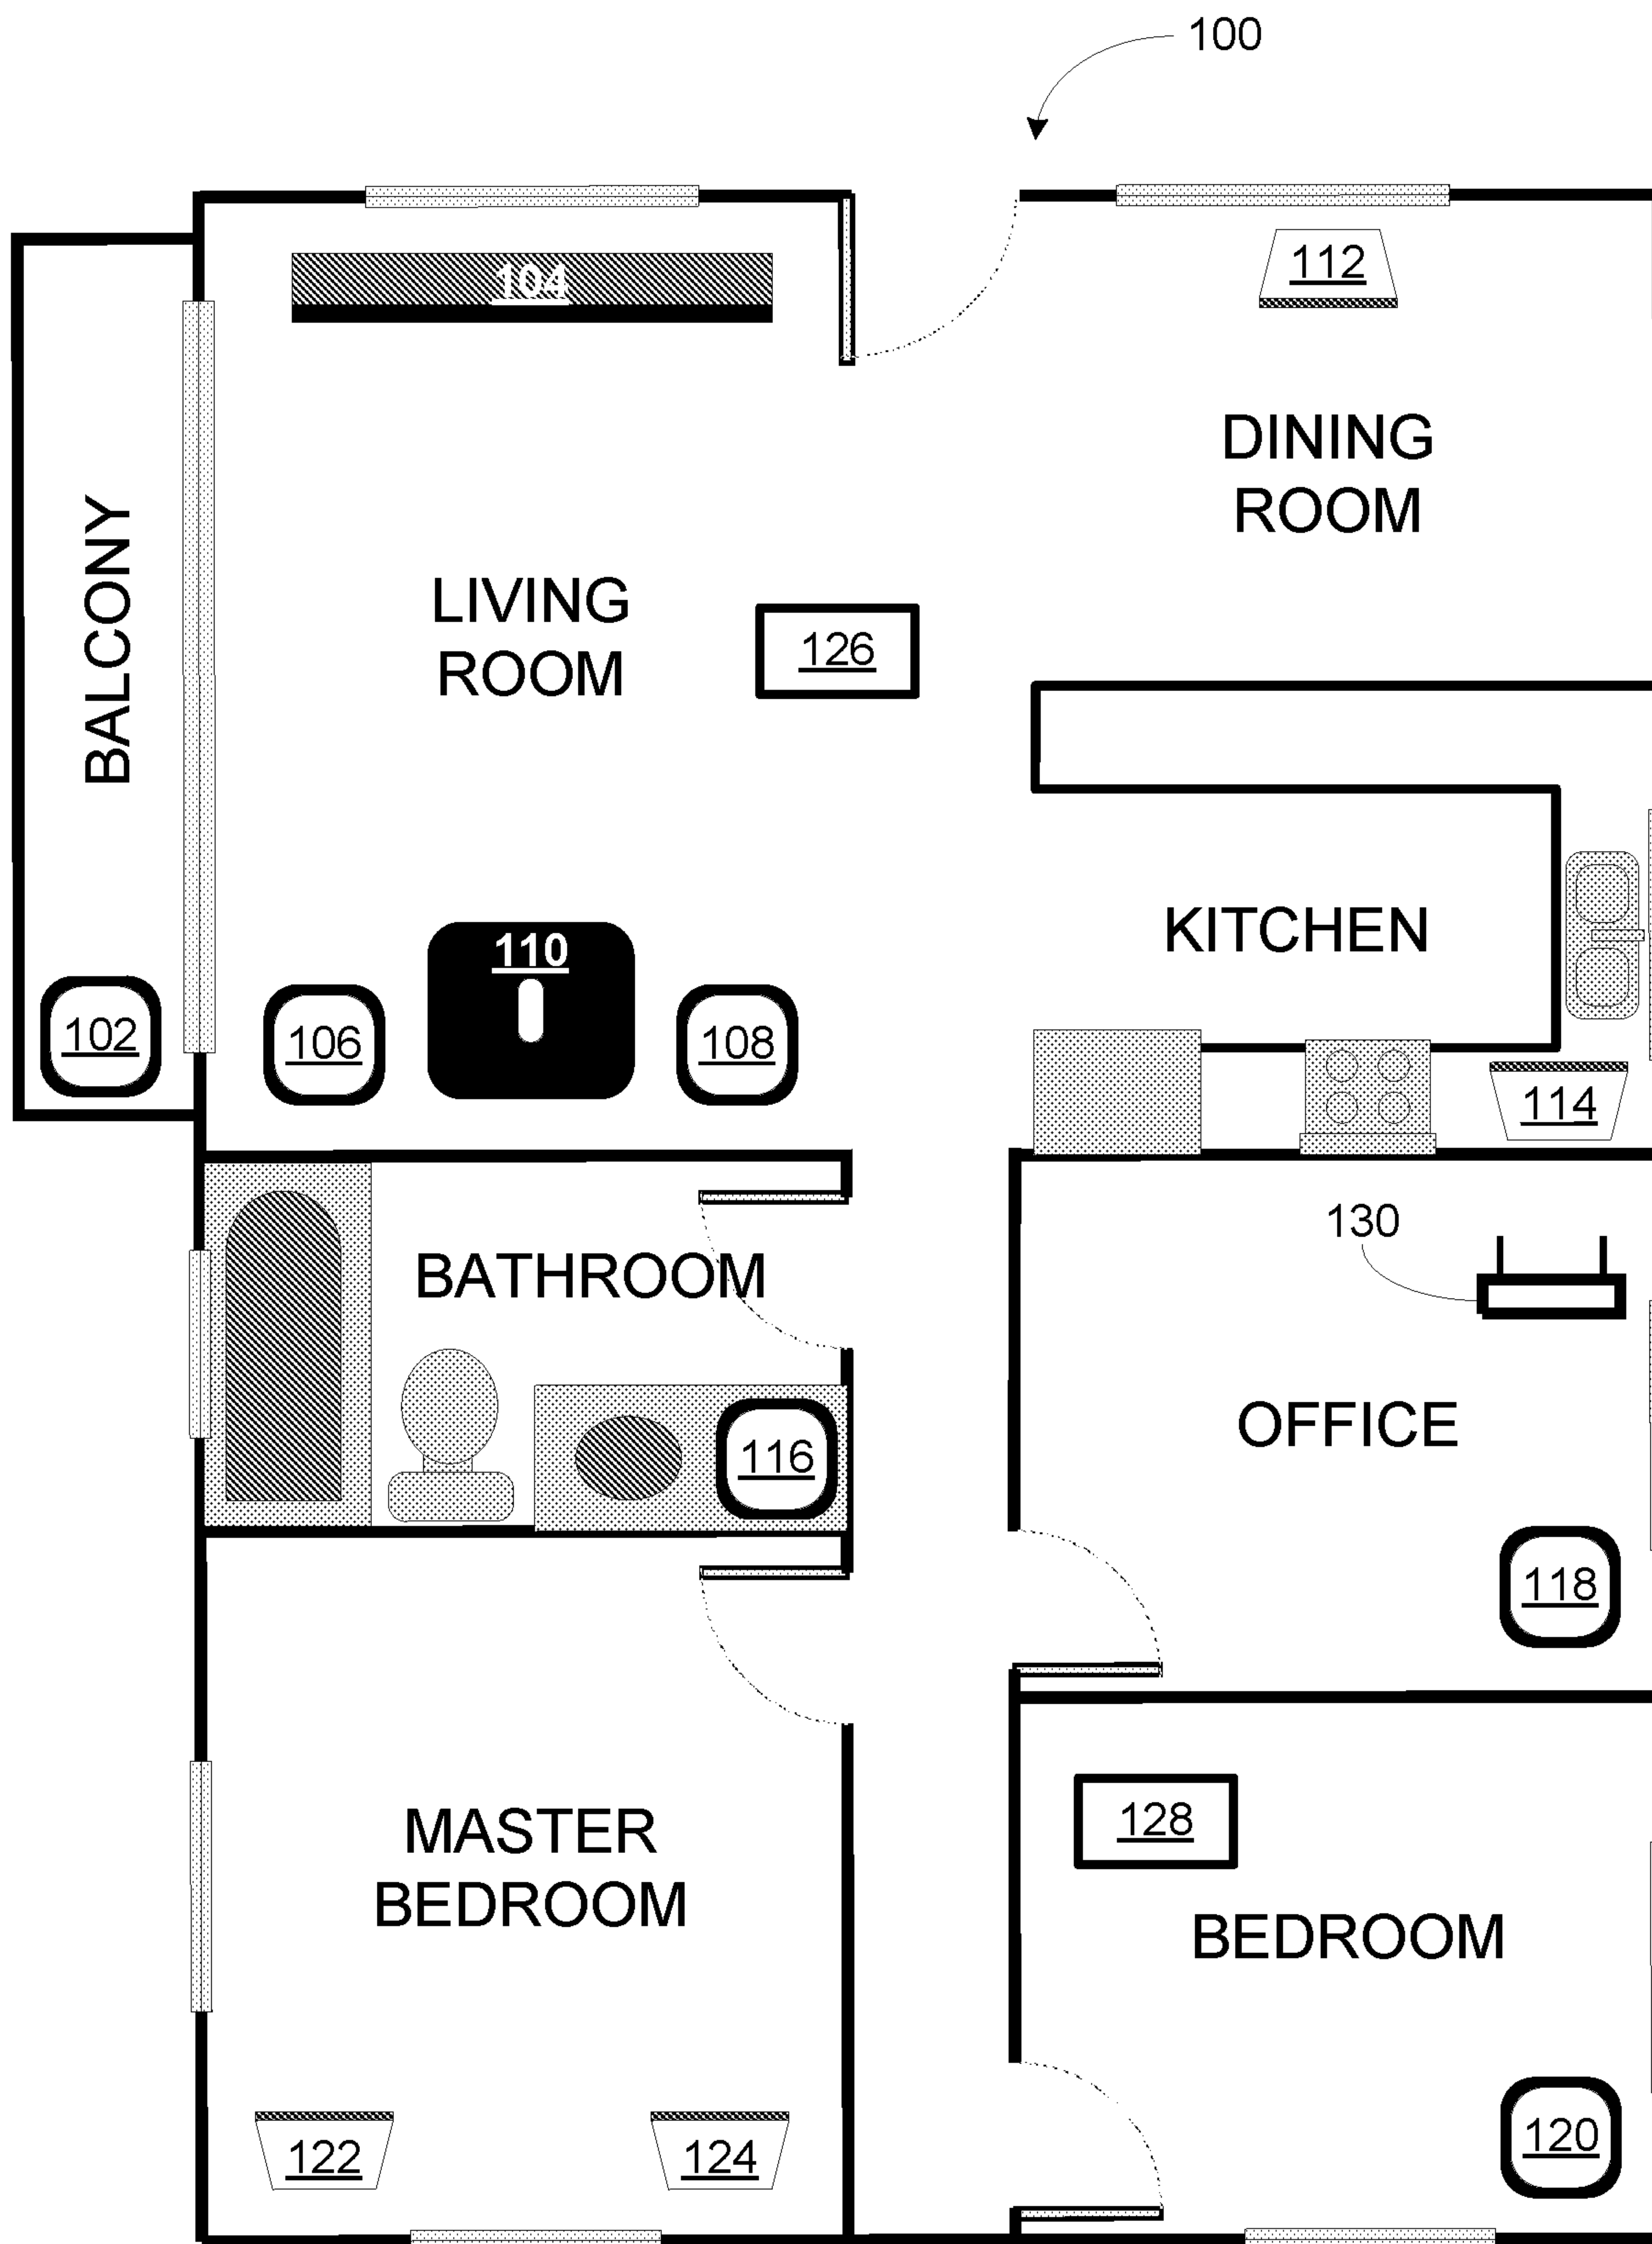 100
104
112
DINING
ROOM
BALCONY
LIVING
ROOM
126
110
KITCHEN
102
106
108
114
130
BATHROOM
OFFICE
116
118
MASTER
BEDROOM
128
BEDROOM
122
124
120